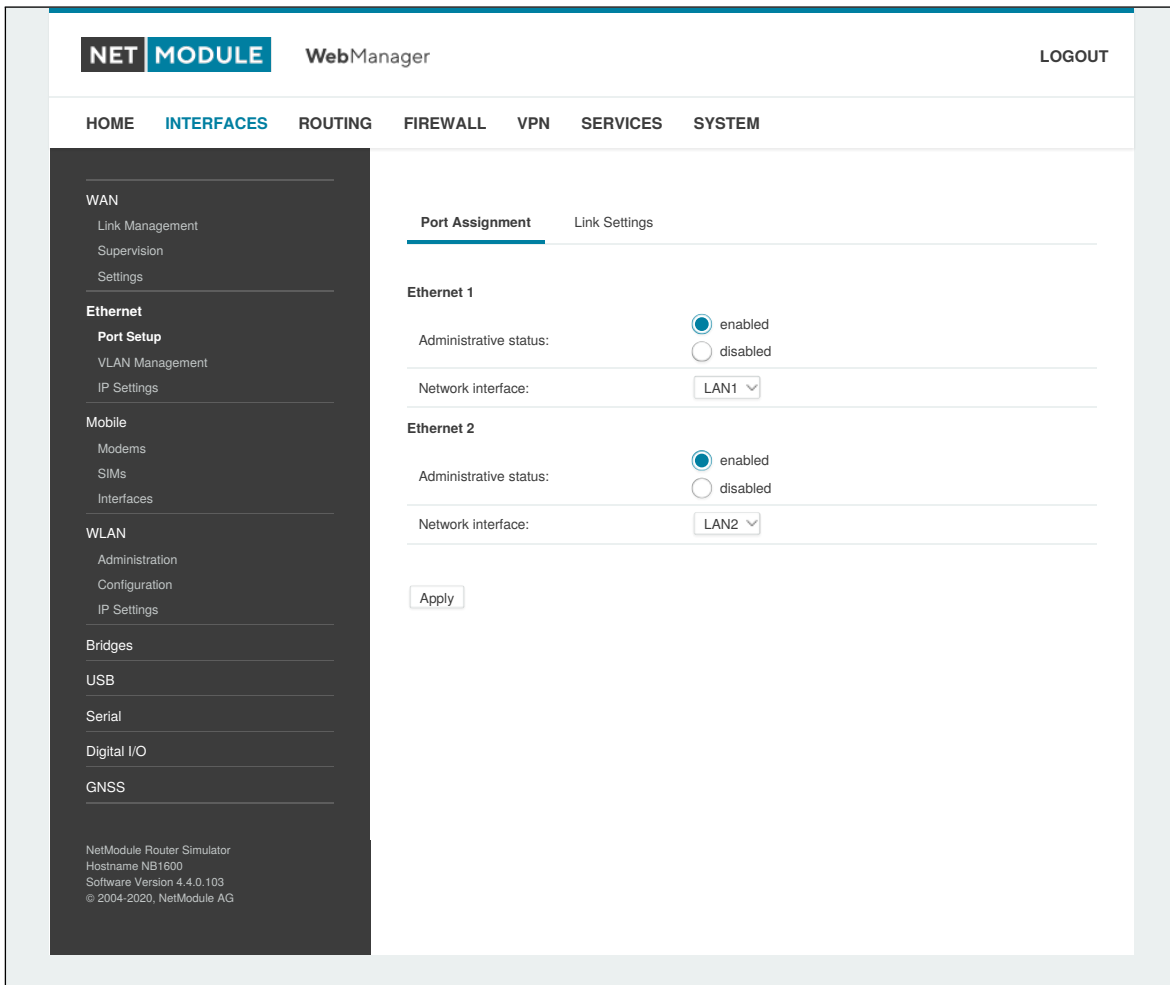 NET MODULE WebManager LOGOUT
HOME INTERFACES ROUTING FIREWALL VPN SERVICES SYSTEM
WAN
Link Management
Supervision
Settings
Ethernet
Port Setup
VLAN Management
IP Settings
Mobile
Modems
SIMs
Interfaces
WLAN
Administration
Configuration
IP Settings
Bridges
USB
Serial
Digital I/O
GNSS
NetModule Router Simulator
Hostname NB1600
Software Version 4.4.0.103
© 2004-2020, NetModule AG
Port Assignment Link Settings
Ethernet 1
Administrative status:
enabled
disabled
Network interface: LAN1
Ethernet 2
Administrative status:
enabled
disabled
Network interface: LAN2
Apply